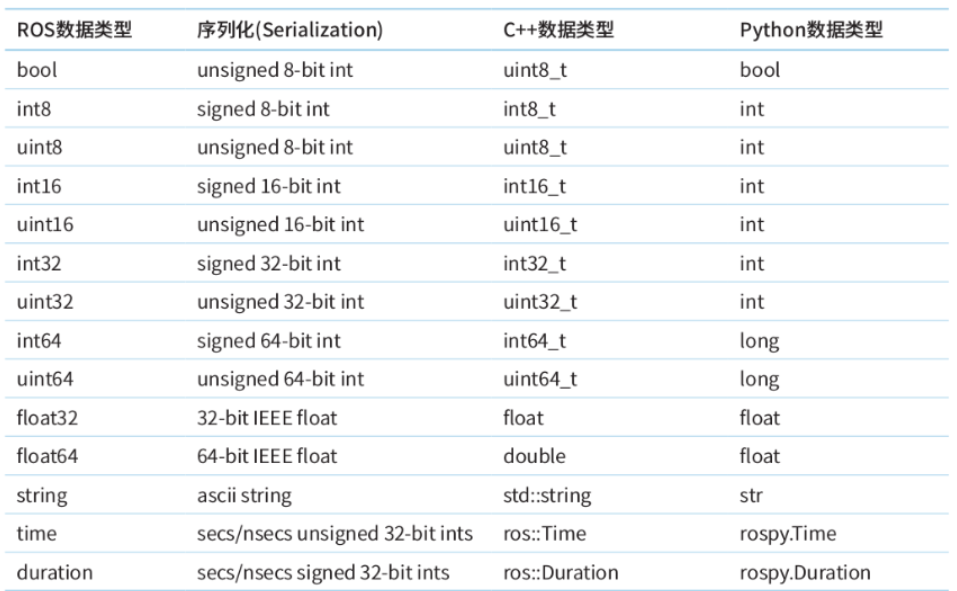 ROS数据类型 序列化(Serialization) C++数据类型 Python数据类型
bool unsigned 8-bit int uint8_t bool
int8 signed 8-bit int int8_t int
uint8 unsigned 8-bit int uint8_t int
int16 signed 16-bit int int16_t int
uint16 unsigned 16-bit int uint16_t int
int32 signed 32-bit int int32_t int
uint32 unsigned 32-bit int uint32_t int
int64 signed 64-bit int int64_t long
uint64 unsigned 64-bit int uint64_t long
float32 32-bit IEEE float float float
float64 64-bit IEEE float double float
string ascii string std::string str
time secs/nsecs unsigned 32-bit ints ros::Time rospy.Time
duration secs/nsecs signed 32-bit ints ros::Duration rospy.Duration